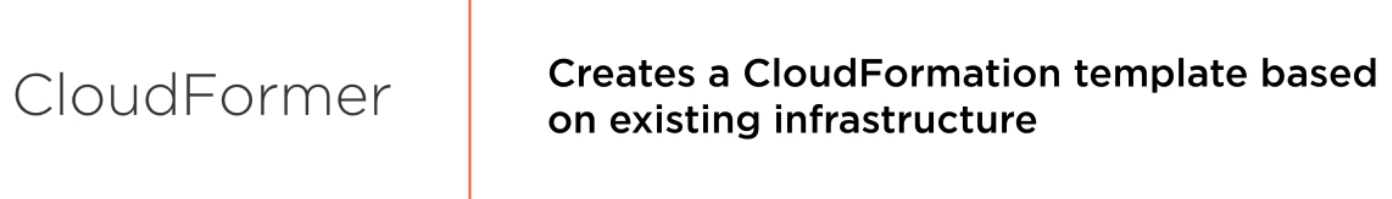 CloudFormer
Creates a CloudFormation template based
on existing infrastructure